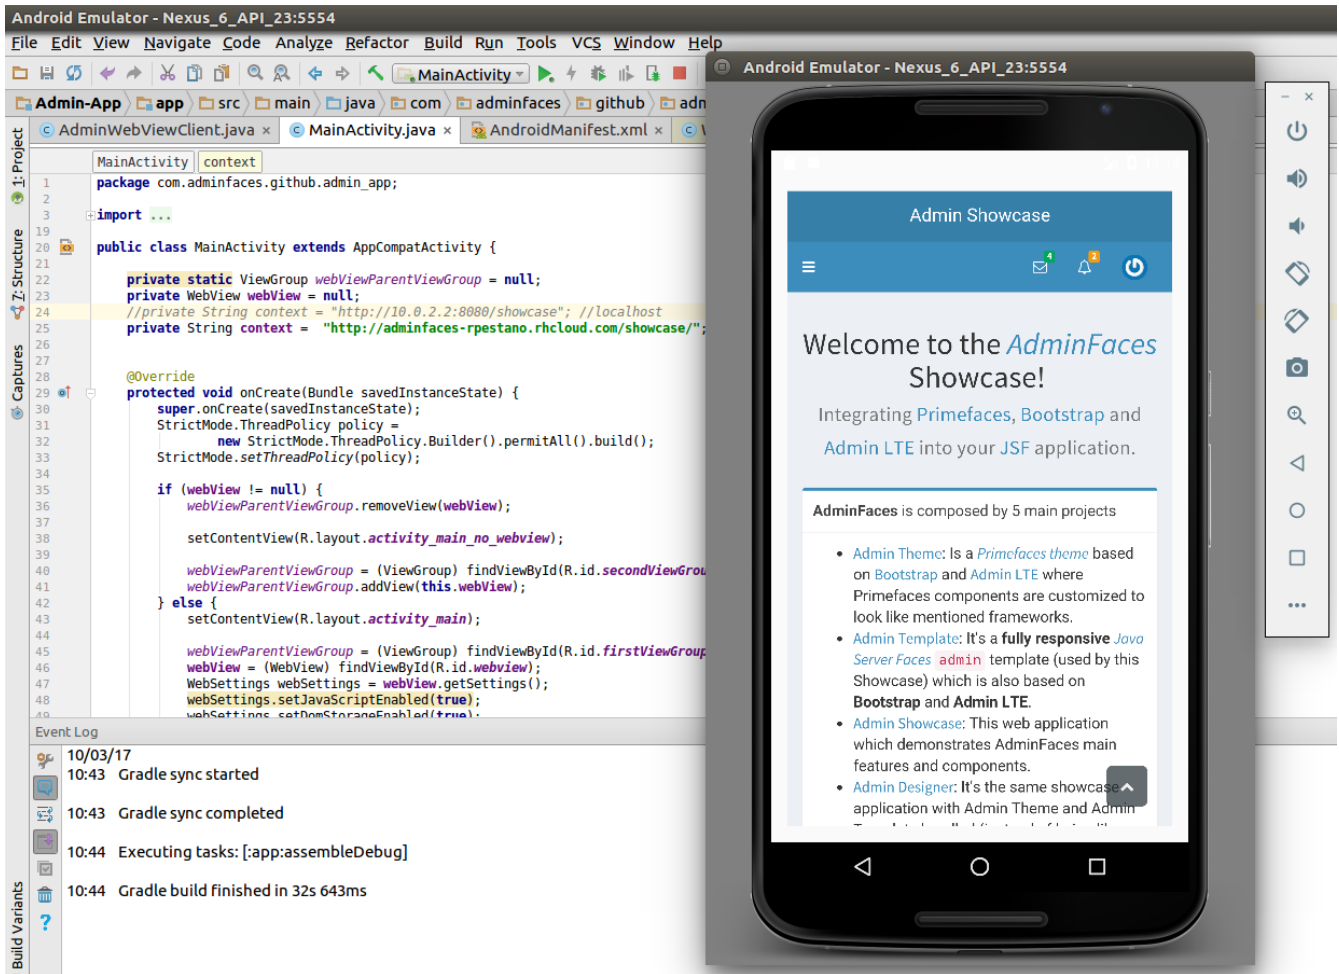 Android Emulator - Nexus_6_API_23:5554
File Edit View Navigate Code Analyze Refactor Build Run Tools VCS Window Help
MainActivity
Admin-App app src main java com adminfaces github adm
AdminWebViewClient.java × MainActivity.java × AndroidManifest.xml ×
MainActivity context
1: Project
Z: Structure
Captures
Build Variants
1 package com.adminfaces.github.admin_app;
2
3 import ...
19
20 public class MainActivity extends AppCompatActivity {
21
22 private static ViewGroup webViewParentViewGroup = null;
23 private WebView webView = null;
24 //private String context = "http://10.0.2.2:8080/showcase"; //localhost
25 private String context = "http://adminfaces-rpestano.rhcloud.com/showcase/";
26
27
28 @Override
29 protected void onCreate(Bundle savedInstanceState) {
30 super.onCreate(savedInstanceState);
31 StrictMode.ThreadPolicy policy =
32 new StrictMode.ThreadPolicy.Builder().permitAll().build();
33 StrictMode.setThreadPolicy(policy);
34
35 if (webView != null) {
36 webViewParentViewGroup.removeView(webView);
37
38 setContentView(R.layout.activity_main_no_webview);
39
40 webViewParentViewGroup = (ViewGroup) findViewById(R.id.secondViewGrou
41 webViewParentViewGroup.addView(this.webView);
42 } else {
43 setContentView(R.layout.activity_main);
44
45 webViewParentViewGroup = (ViewGroup) findViewById(R.id.firstViewGroup
46 webView = (WebView) findViewById(R.id.webview);
47 WebSettings webSettings = webView.getSettings();
48 webSettings.setJavaScriptEnabled(true);
49 webSettings.setDomStorageEnabled(true);
Event Log
10/03/17
10:43 Gradle sync started
10:43 Gradle sync completed
10:44 Executing tasks: [:app:assembleDebug]
10:44 Gradle build finished in 32s 643ms
Android Emulator - Nexus_6_API_23:5554
Admin Showcase
4 2
Welcome to the AdminFaces
Showcase!
Integrating Primefaces, Bootstrap and
Admin LTE into your JSF application.
AdminFaces is composed by 5 main projects
• Admin Theme: Is a Primefaces theme based
on Bootstrap and Admin LTE where
Primefaces components are customized to
look like mentioned frameworks.
• Admin Template: It's a fully responsive Java
Server Faces admin template (used by this
Showcase) which is also based on
Bootstrap and Admin LTE.
• Admin Showcase: This web application
which demonstrates AdminFaces main
features and components.
• Admin Designer: It's the same showcase
application with Admin Theme and Admin